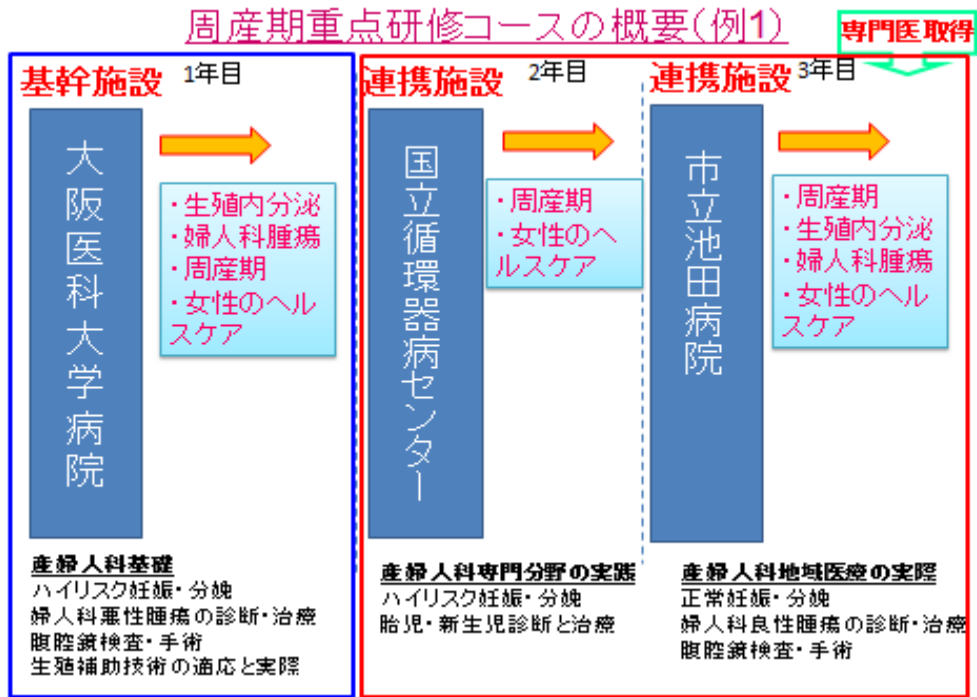 周産期重点研修コースの概要(例1)
専門医取得
基幹施設
1年目
大阪医科大学病院
・生殖内分泌
・婦人科腫瘍
・周産期
・女性のヘル
スケア
産婦人科基礎
ハイリスク妊娠・分娩
婦人科悪性腫瘍の診断・治療
腹腔鏡検査・手術
生殖補助技術の適応と実際
連携施設
2年目
国立循環器病センター
・周産期
・女性のヘ
ルスケア
産婦人科専門分野の実践
ハイリスク妊娠・分娩
胎児・新生児診断と治療
連携施設
3年目
市立池田病院
・周産期
・生殖内分泌
・婦人科腫瘍
・女性のヘル
スケア
産婦人科地域医療の実際
正常妊娠・分娩
婦人科良性腫瘍の診断・治療
腹腔鏡検査・手術